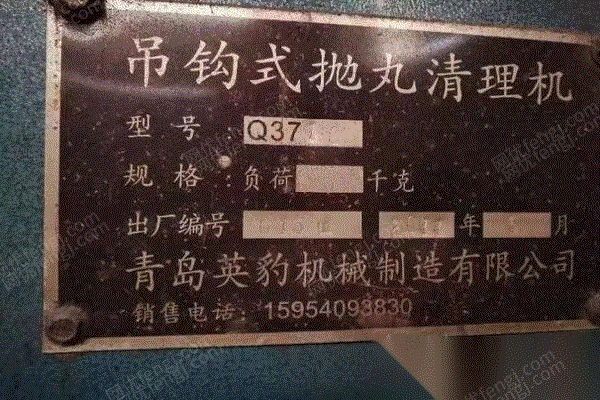 吊钩式抛丸清理机
型号 Q37
规格 : 负荷 千克
出厂编号 年 月
青岛英豹机械制造有限公司
销售电话: 15954093830